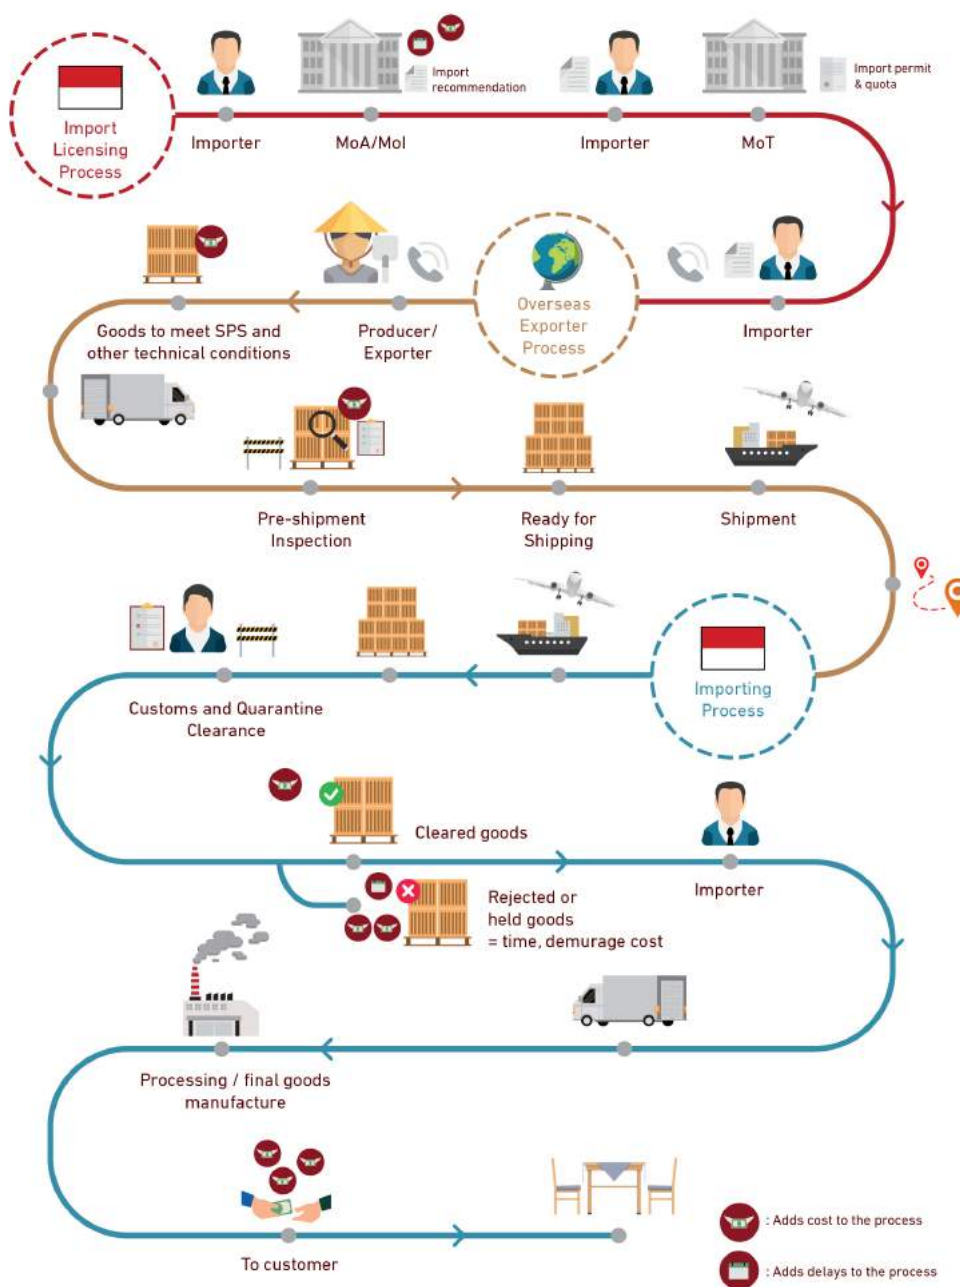 Import
recommendation
Import permit
& quota
Import
Licensing
Process
Importer
MoA/MoI
Importer
MoT
Overseas
Exporter
Process
Goods to meet SPS and
other technical conditions
Producer/
Exporter
Importer
Pre-shipment
Inspection
Ready for
Shipping
Shipment
Importing
Process
Customs and Quarantine
Clearance
Cleared goods
Importer
Rejected or
held goods
= time, demurage cost
Processing / final goods
manufacture
To customer
: Adds cost to the process
: Adds delays to the process